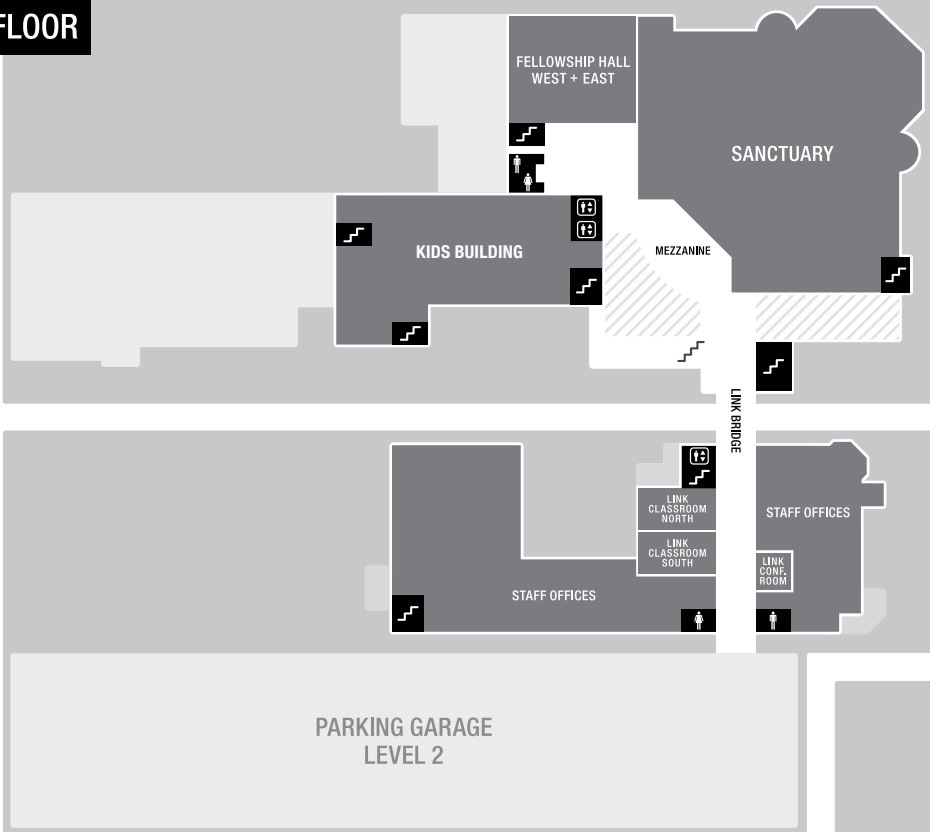 FLOOR
FELLOWSHIP HALL
WEST + EAST
SANCTUARY
KIDS BUILDING
MEZZANINE
LINK BRIDGE
LINK
CLASSROOM
NORTH
STAFF OFFICES
LINK
CLASSROOM
SOUTH
LINK
CONF.
ROOM
STAFF OFFICES
PARKING GARAGE
LEVEL 2